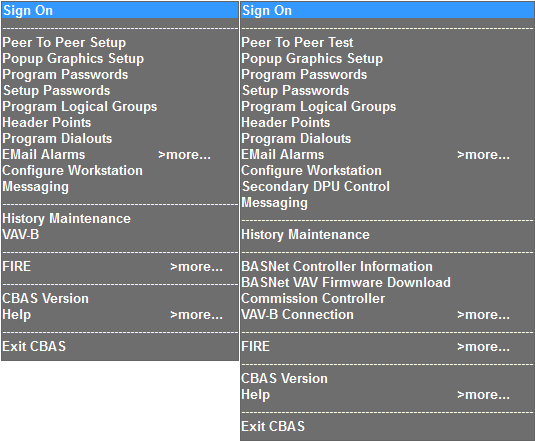 Sign On
Peer To Peer Setup
Popup Graphics Setup
Program Passwords
Setup Passwords
Program Logical Groups
Header Points
Program Dialouts
EMail Alarms >more...
Configure Workstation
Messaging
History Maintenance
VAV-B
FIRE >more...
CBAS Version
Help >more...
Exit CBAS
Sign On
Peer To Peer Test
Popup Graphics Setup
Program Passwords
Setup Passwords
Program Logical Groups
Header Points
Program Dialouts
EMail Alarms >more...
Configure Workstation
Secondary DPU Control
Messaging
History Maintenance
BASNet Controller Information
BASNet VAV Firmware Download
Commission Controller
VAV-B Connection >more...
FIRE >more...
CBAS Version
Help >more...
Exit CBAS